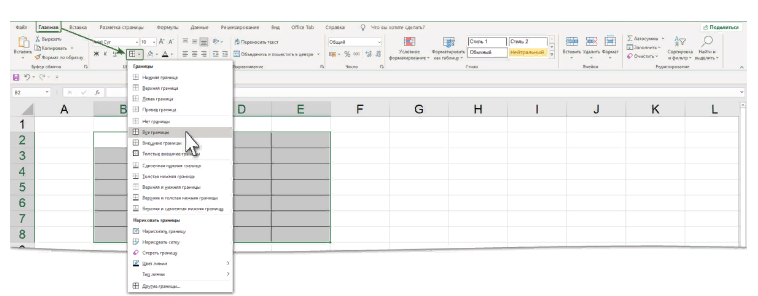 Файл Главная Вставка Разметка страницы Формулы Данные Рецензирование Вид Office Tab Справка Что вы хотите сделать? Поделиться
Вставить Вырезать Копировать Формат по образцу
Буфер обмена
Ж К Ч 10
Перенести текст
Объединить и поместить в центре
Выравнивание
Общий
% 000
Число
Условное форматирование Форматировать как таблицу
Стиль 1 Стиль 2
Обычный Нейтральный
Стили
Вставить Удалить Формат
Ячейки
Автосумма
Заполнить
Очистить
Сортировка и фильтр Найти и выделить
Редактирование
B2 fx
A B D E F G H I J K L
1
2
3
4
5
6
7
8
Границы
Нижняя граница
Верхняя граница
Левая граница
Правая граница
Нет границы
Все границы
Внешние границы
Толстые внешние границы
Сдвоенная нижняя граница
Толстая нижняя граница
Верхняя и нижняя границы
Верхняя и толстая нижняя границы
Верхняя и сдвоенная нижняя границы
Нарисовать границы
Нарисовать границу
Нарисовать сетку
Стереть границу
Цвет линии
Тип линии
Другие границы...